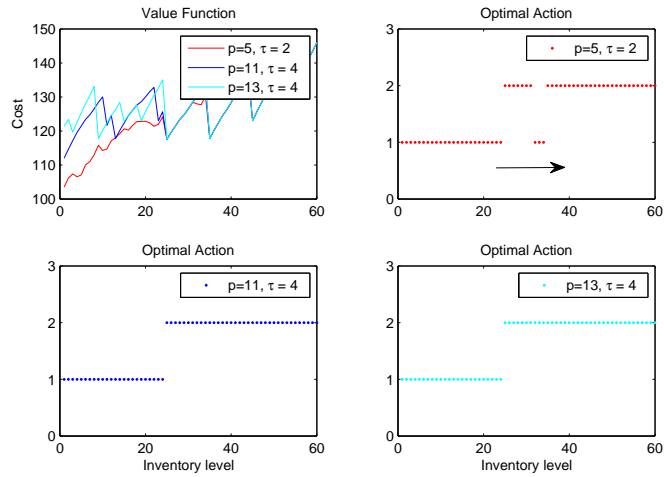 Value Function
150
140
130
120
110
100
Cost
0
20
40
60
p=5, τ = 2
p=11, τ = 4
p=13, τ = 4
Optimal Action
3
2
1
0
0
20
40
60
p=5, τ = 2
Optimal Action
3
2
1
0
0
20
40
60
Inventory level
p=11, τ = 4
Optimal Action
3
2
1
0
0
20
40
60
Inventory level
p=13, τ = 4